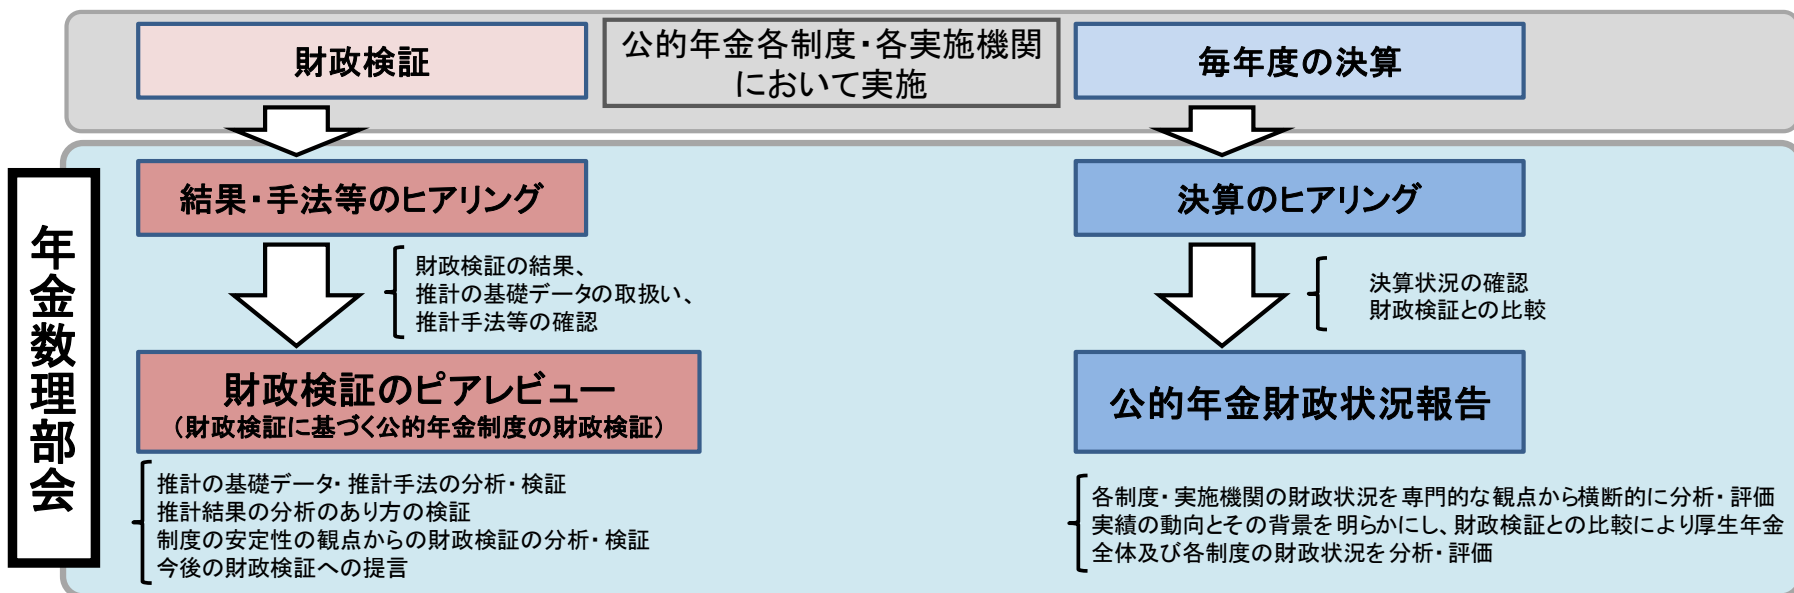 財政検証
公的年金各制度・各実施機関
において実施
毎年度の決算
年金数理部会
結果・手法等のヒアリング
財政検証の結果、
推計の基礎データの取扱い、
推計手法等の確認
財政検証のピアレビュー
（財政検証に基づく公的年金制度の財政検証）
推計の基礎データ・推計手法の分析・検証
推計結果の分析のあり方の検証
制度の安定性の観点からの財政検証の分析・検証
今後の財政検証への提言
決算のヒアリング
決算状況の確認
財政検証との比較
公的年金財政状況報告
各制度・実施機関の財政状況を専門的な観点から横断的に分析・評価
実績の動向とその背景を明らかにし、財政検証との比較により厚生年金
全体及び各制度の財政状況を分析・評価